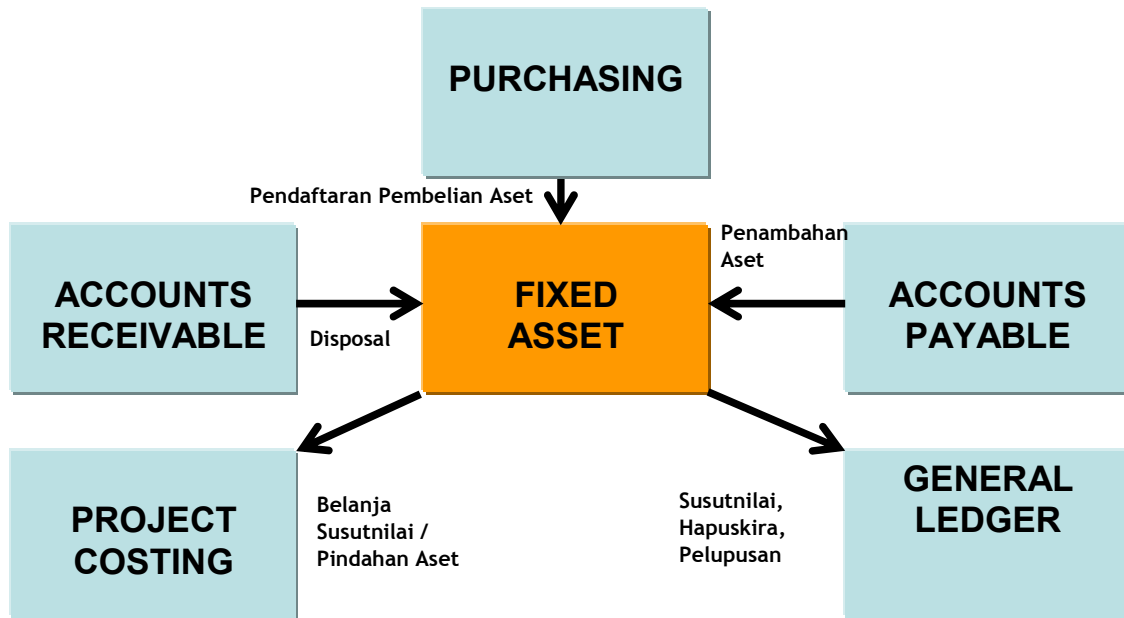 PURCHASING
Pendaftaran Pembelian Aset
ACCOUNTS
RECEIVABLE
Disposal
FIXED
ASSET
Penambahan
Aset
ACCOUNTS
PAYABLE
PROJECT
COSTING
Belanja
Susutnilai /
Pindahan Aset
Susutnilai,
Hapuskira,
Pelupusan
GENERAL
LEDGER